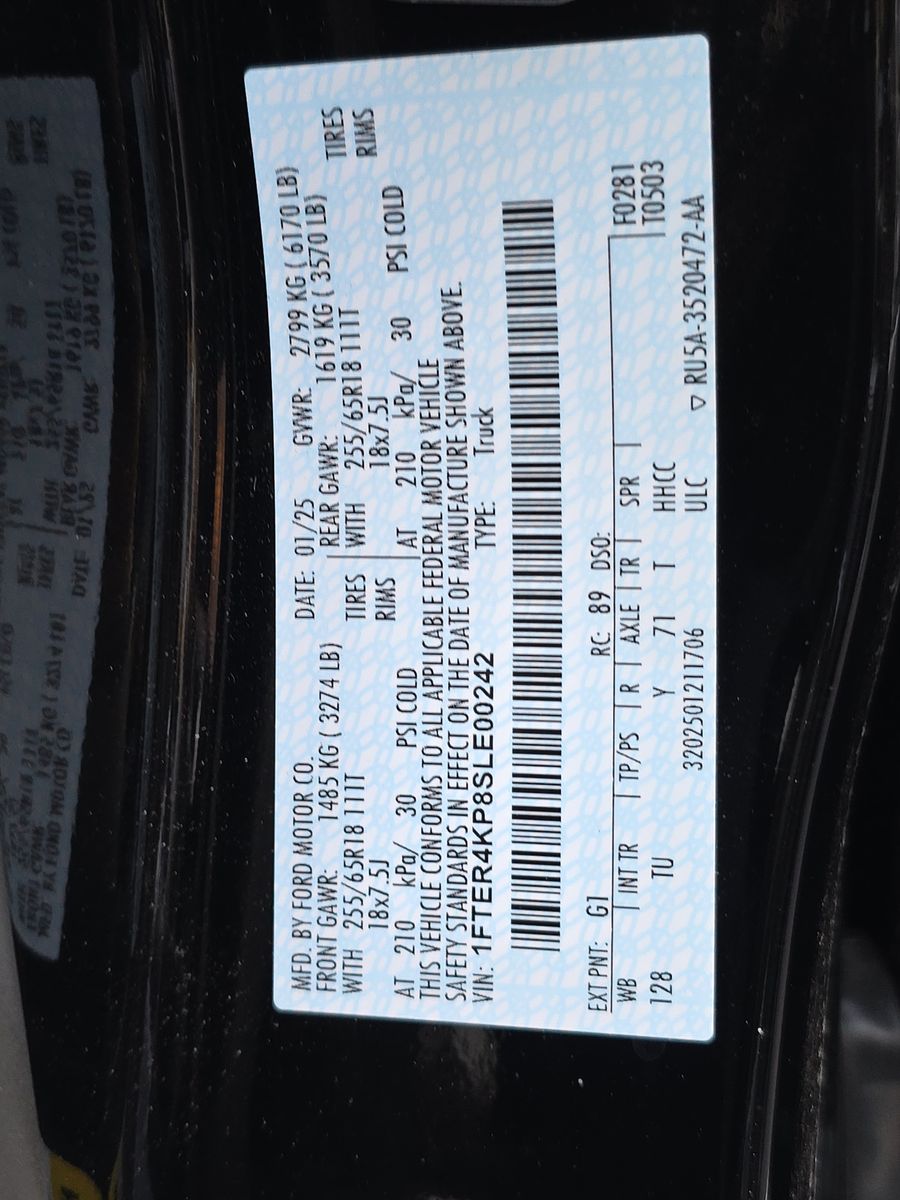 MFD. BY FORD MOTOR CO. DATE: 01/25 GVWR: 2799 KG ( 6170 LB)
FRONT GAWR: 1485 KG ( 3274 LB) REAR GAWR: 1619 KG ( 3570 LB)
WITH 255/65R18 111T TIRES WITH 255/65R18 111T TIRES
18x7.5J RIMS 18x7.5J RIMS
AT 210 kPa/ 30 PSI COLD AT 210 kPa/ 30 PSI COLD
THIS VEHICLE CONFORMS TO ALL APPLICABLE FEDERAL MOTOR VEHICLE
SAFETY STANDARDS IN EFFECT ON THE DATE OF MANUFACTURE SHOWN ABOVE.
VIN: 1FTER4KP8SLE00242 TYPE: Truck
EXT PNT: G1 RC: 89 DSO:
WB INT TR TP/PS R AXLE TR SPR F0281
128 TU Y 71 T HHCC T0503
3202501211706 ULC ▽ RU5A-3520472-AA